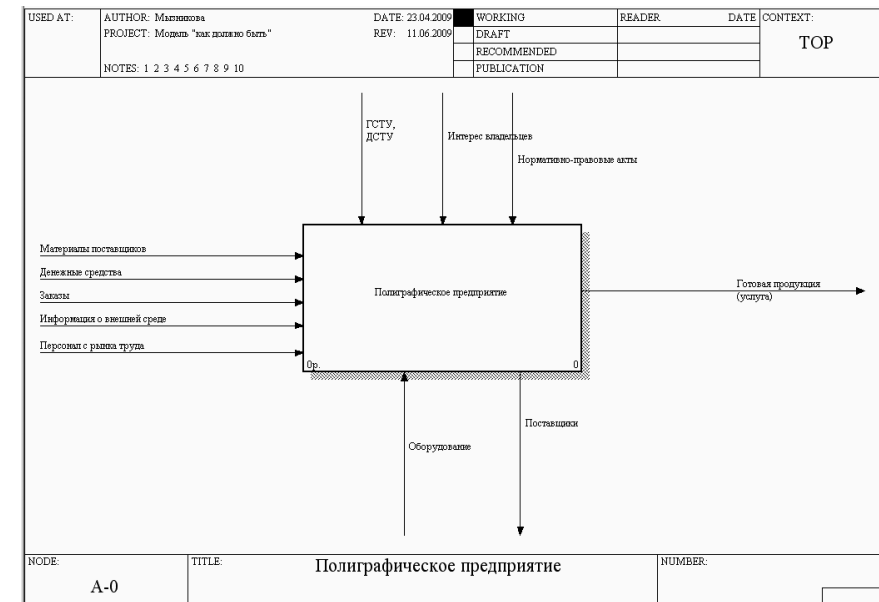 USED AT:
AUTHOR: Мызникова
DATE: 23.04.2009
WORKING
READER
DATE
CONTEXT:
PROJECT: Модель "как должно быть"
REV: 11.06.2009
DRAFT
TOP
RECOMMENDED
NOTES: 1 2 3 4 5 6 7 8 9 10
PUBLICATION
ГСТУ,
ДСТУ
Интерес владельцев
Нормативно-правовые акты
Материалы поставщиков
Денежные средства
Заказы
Информация о внешней среде
Персонал с рынка труда
Полиграфическое предприятие
0р.
0
Готовая продукция
(услуга)
Поставщики
Оборудование
NODE:
TITLE:
NUMBER:
A-0
Полиграфическое предприятие